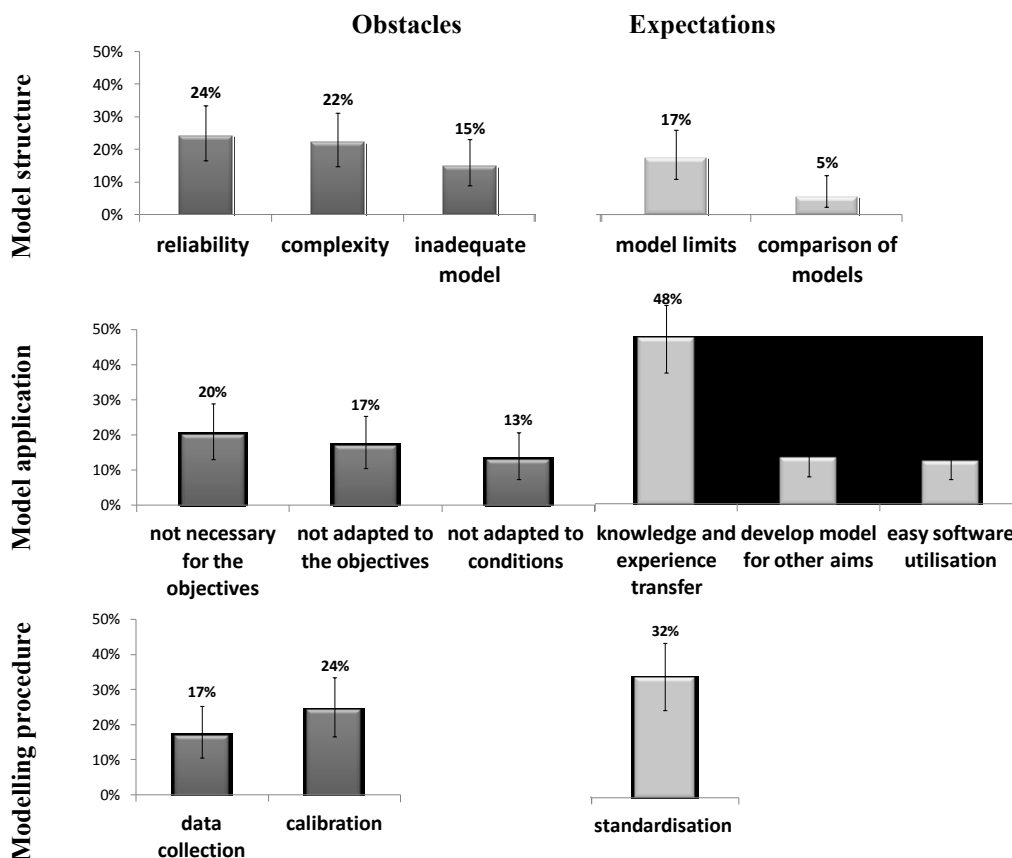 Obstacles Expectations
Model structure
50%
40%
30%
20%
10%
0%
24%
22%
15%
17%
5%
reliability complexity inadequate model limits comparison of
model models
Model application
50%
40%
30%
20%
10%
0%
20%
17%
13%
48%
not necessary not adapted to not adapted to knowledge and develop model easy software
for the the objectives conditions experience for other aims utilisation
objectives transfer
Modelling procedure
50%
40%
30%
20%
10%
0%
17%
24%
32%
data calibration standardisation
collection